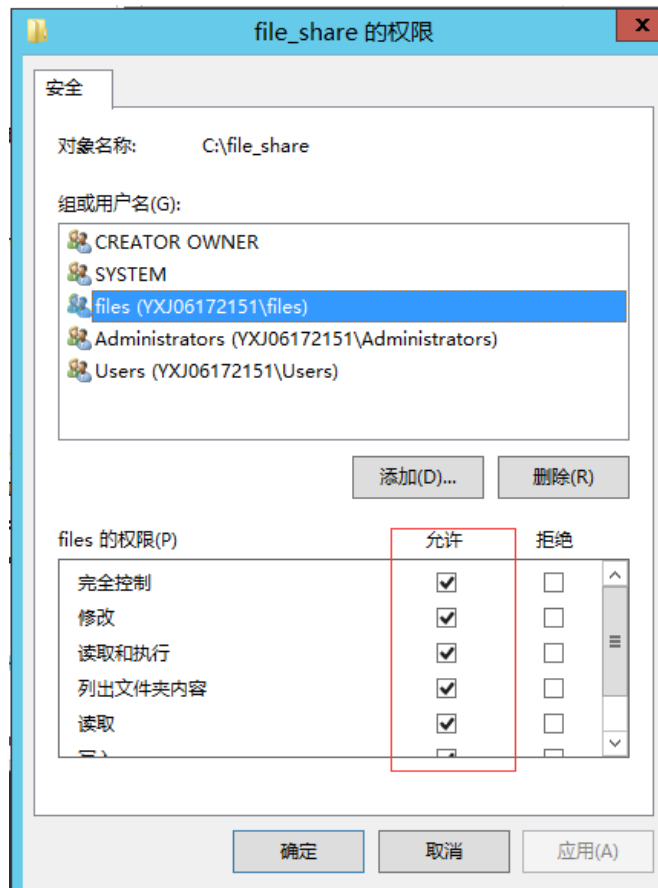 file_share 的权限
安全
对象名称: C:\file_share
组或用户名(G):
CREATOR OWNER
SYSTEM
files (YXJ06172151\files)
Administrators (YXJ06172151\Administrators)
Users (YXJ06172151\Users)
添加(D)... 删除(R)
files 的权限(P) 允许 拒绝
完全控制
修改
读取和执行
列出文件夹内容
读取
确定 取消 应用(A)